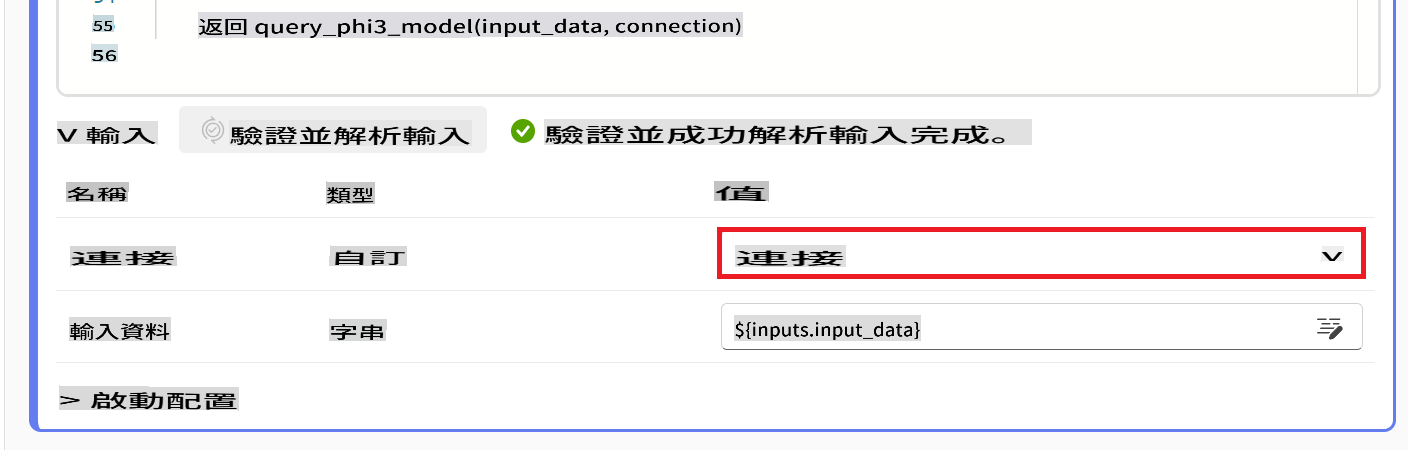 55 返回 query_phi3_model(input_data, connection)
56
V 輸入 驗證並解析輸入 驗證並成功解析輸入完成。
名稱 類型 值
連接 自訂 連接 V
輸入資料 字串 ${inputs.input_data}
> 啟動配置